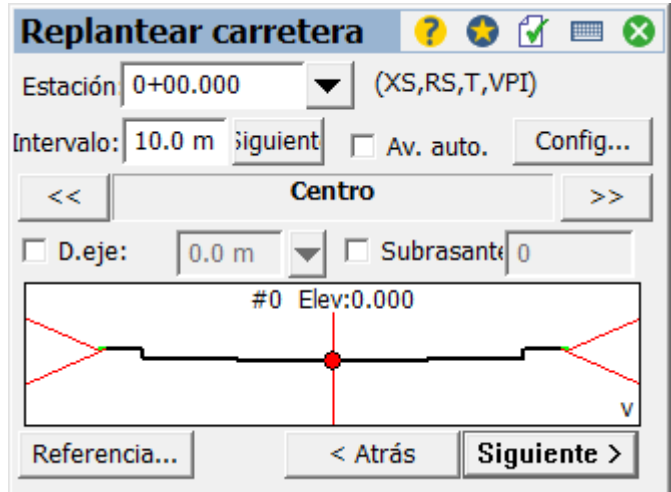 Replantear carretera
Estación: 0+00.000 (XS,RS,T,VPI)
Intervalo: 10.0 m Siguient Av. auto. Config...
<< Centro >>
D.eje: 0.0 m Subrasante 0
#0 Elev:0.000
v
Referencia... < Atrás Siguiente >